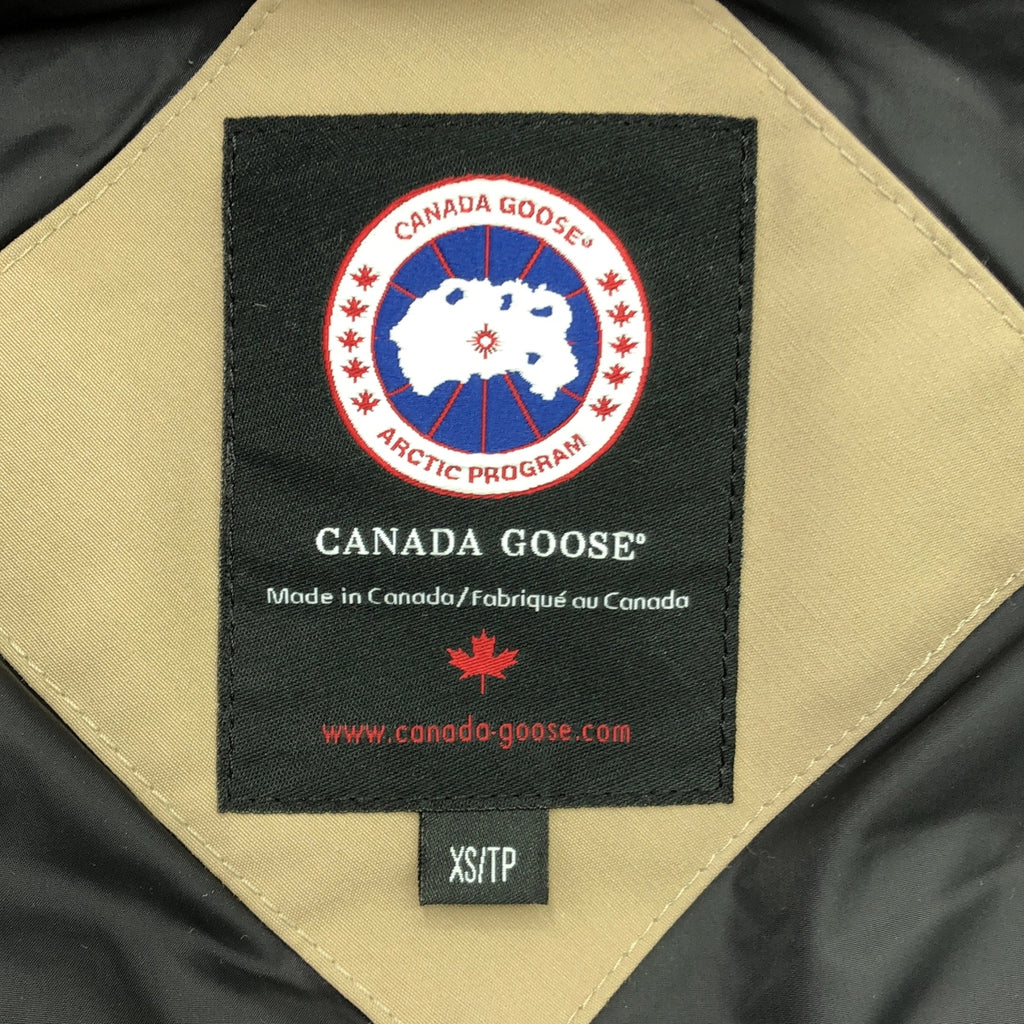 CANADA GOOSE®
ARCTIC PROGRAM
CANADA GOOSE®
Made in Canada/Fabriqué au Canada
www.canada-goose.com
XS/TP